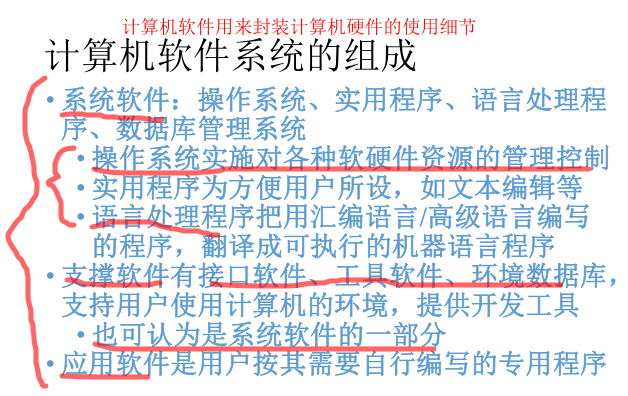 计算机软件用来封装计算机硬件的使用细节
计算机软件系统的组成
• 系统软件：操作系统、实用程序、语言处理程
序、数据库管理系统
• 操作系统实施对各种软硬件资源的管理控制
• 实用程序为方便用户所设，如文本编辑等
• 语言处理程序把用汇编语言/高级语言编写
的程序，翻译成可执行的机器语言程序
• 支撑软件有接口软件、工具软件、环境数据库，
支持用户使用计算机的环境，提供开发工具
• 也可认为是系统软件的一部分
• 应用软件是用户按其需要自行编写的专用程序